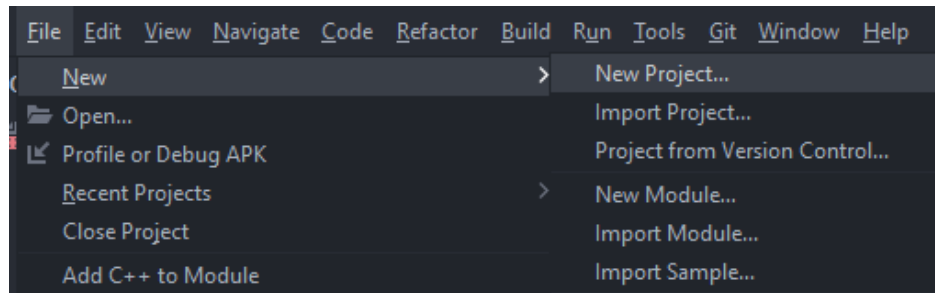 File Edit View Navigate Code Refactor Build Run Tools Git Window Help
New
Open...
Profile or Debug APK
Recent Projects
Close Project
Add C++ to Module
New Project...
Import Project...
Project from Version Control...
New Module...
Import Module...
Import Sample...